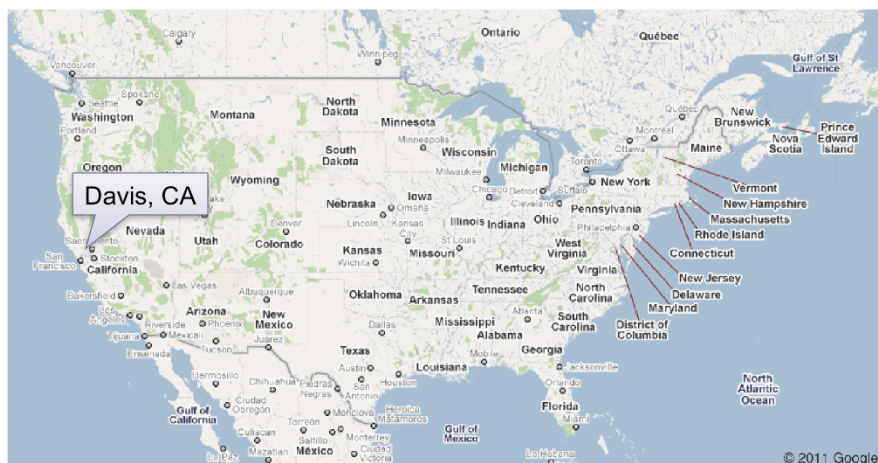 Calgary
Ontario
Québec
Winnipeg
Gulf of St
Lawrence
Vancouver
Seattle
Spokane
Washington
Portland
Montana
North
Dakota
Minnesota
Minneapolis
Québec
Montréal
Ottawa
Maine
New
Brunswick
Nova
Scotia
Prince
Edward
Island
Oregon
South
Dakota
Wisconsin
Milwaukee
Michigan
Toronto
Vermont
Davis, CA
Wyoming
Iowa
Chicago
Detroit
Buffalo
New York
New Hampshire
Massachusetts
Nebraska
Omaha
Lincoln
Cleveland
Pennsylvania
Rhode Island
Nevada
Utah
Denver
Colorado
Kansas
City
Illinois
Indiana
Ohio
Philadelphia
Connecticut
San
Francisco
Stockton
California
Kansas
Wichita
Missouri
St Louis
West
Virginia
Virginia
Kentucky
New Jersey
Delaware
Maryland
District of
Columbia
Las Vegas
Bakersfield
Los
Angeles
Riverside
Arizona
Phoenix
Albuquerque
New
Mexico
Oklahoma
Arkansas
Tennessee
North
Carolina
South
Carolina
Atlanta
Tijuana
Mexicali
Ensenada
Tucson
Juárez
Dallas
Mississippi
Alabama
Georgia
Texas
Austin
San
Antonio
Houston
Louisiana
Mobile
Jacksonville
Orlando
Florida
Miami
Hermosillo
Chihuahua
Piedras
Negras
Ciudad
Obregón
Gulf of
California
Monclova
Heroica
Matamoros
Gulf of
Mexico
North
Atlantic
Ocean
Culiacán
Torreón
Saltillo
Monterrey
La Paz
Mazatlán
México
Ciudad
Victoria
La Habana
© 2011 Google